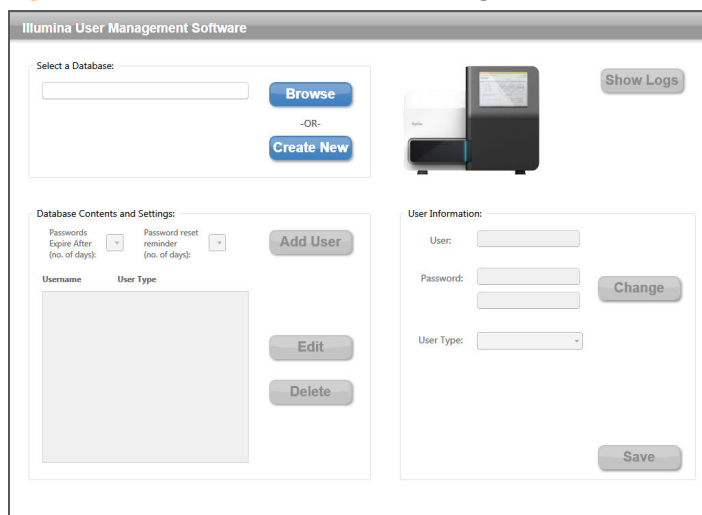 Illumina User Management Software
Select a Database:
Browse
-OR-
Create New
Show Logs
Database Contents and Settings:
Passwords
Expire After
(no. of days):
Password reset
reminder
(no. of days):
Add User
Username User Type
Edit
Delete
User Information:
User:
Password:
Change
User Type:
Save